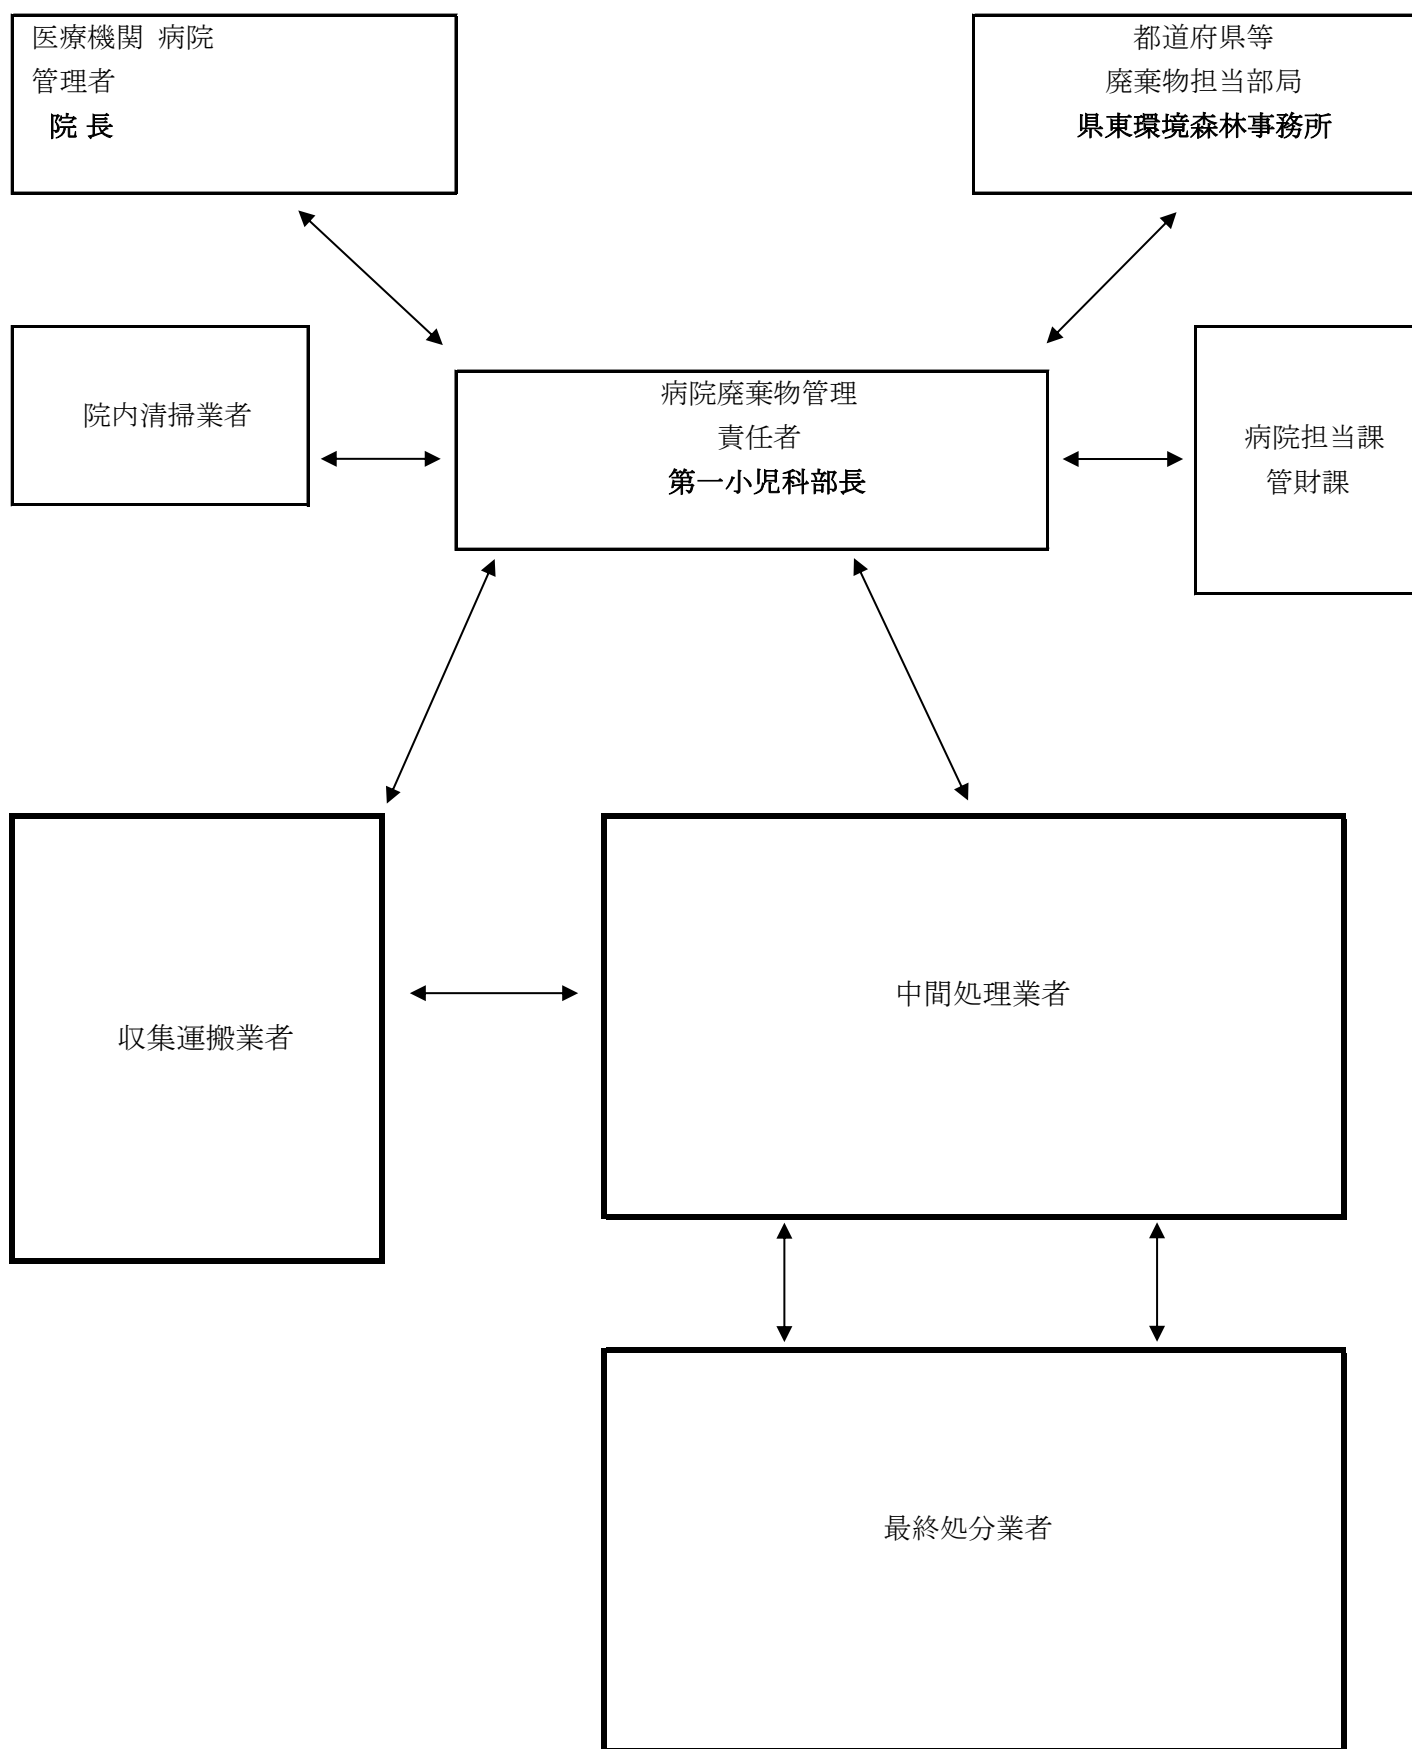 医療機関 病院
管理者
院 長
都道府県等
廃棄物担当部局
県東環境森林事務所
院内清掃業者
病院廃棄物管理
責任者
第一小児科部長
病院担当課
管財課
収集運搬業者
中間処理業者
最終処分業者